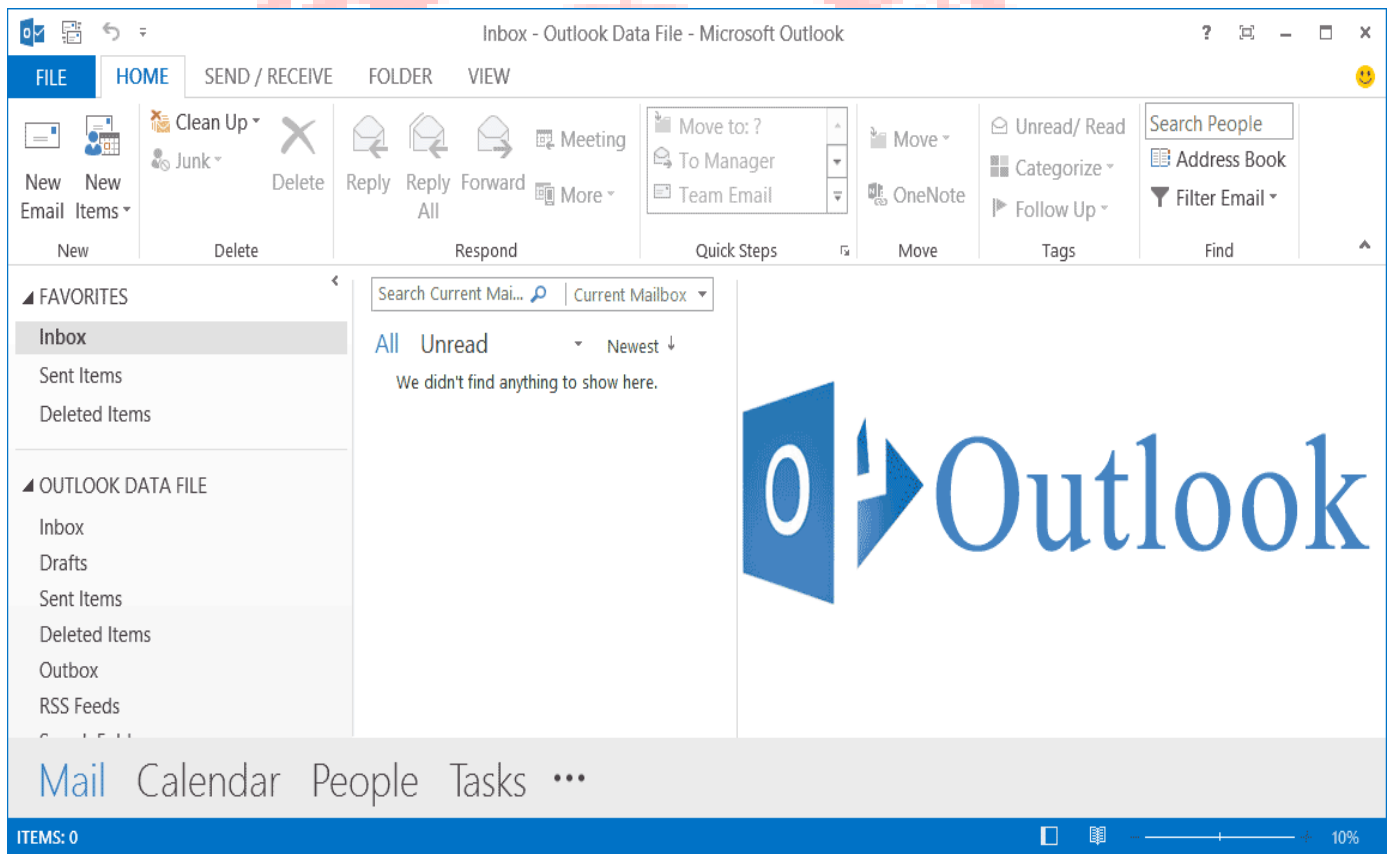 Inbox - Outlook Data File - Microsoft Outlook
?
FILE HOME SEND / RECEIVE FOLDER VIEW
New Email
New Items
New
Clean Up
Junk
Delete
Delete
Reply
Reply All
Forward
Meeting
More
Respond
Move to: ?
To Manager
Team Email
Quick Steps
Move
OneNote
Move
Unread/ Read
Categorize
Follow Up
Tags
Search People
Address Book
Filter Email
Find
FAVORITES
Inbox
Sent Items
Deleted Items
OUTLOOK DATA FILE
Inbox
Drafts
Sent Items
Deleted Items
Outbox
RSS Feeds
Search Current Mai...
Current Mailbox
All Unread Newest
We didn't find anything to show here.
Outlook
Mail Calendar People Tasks •••
ITEMS: 0
10%